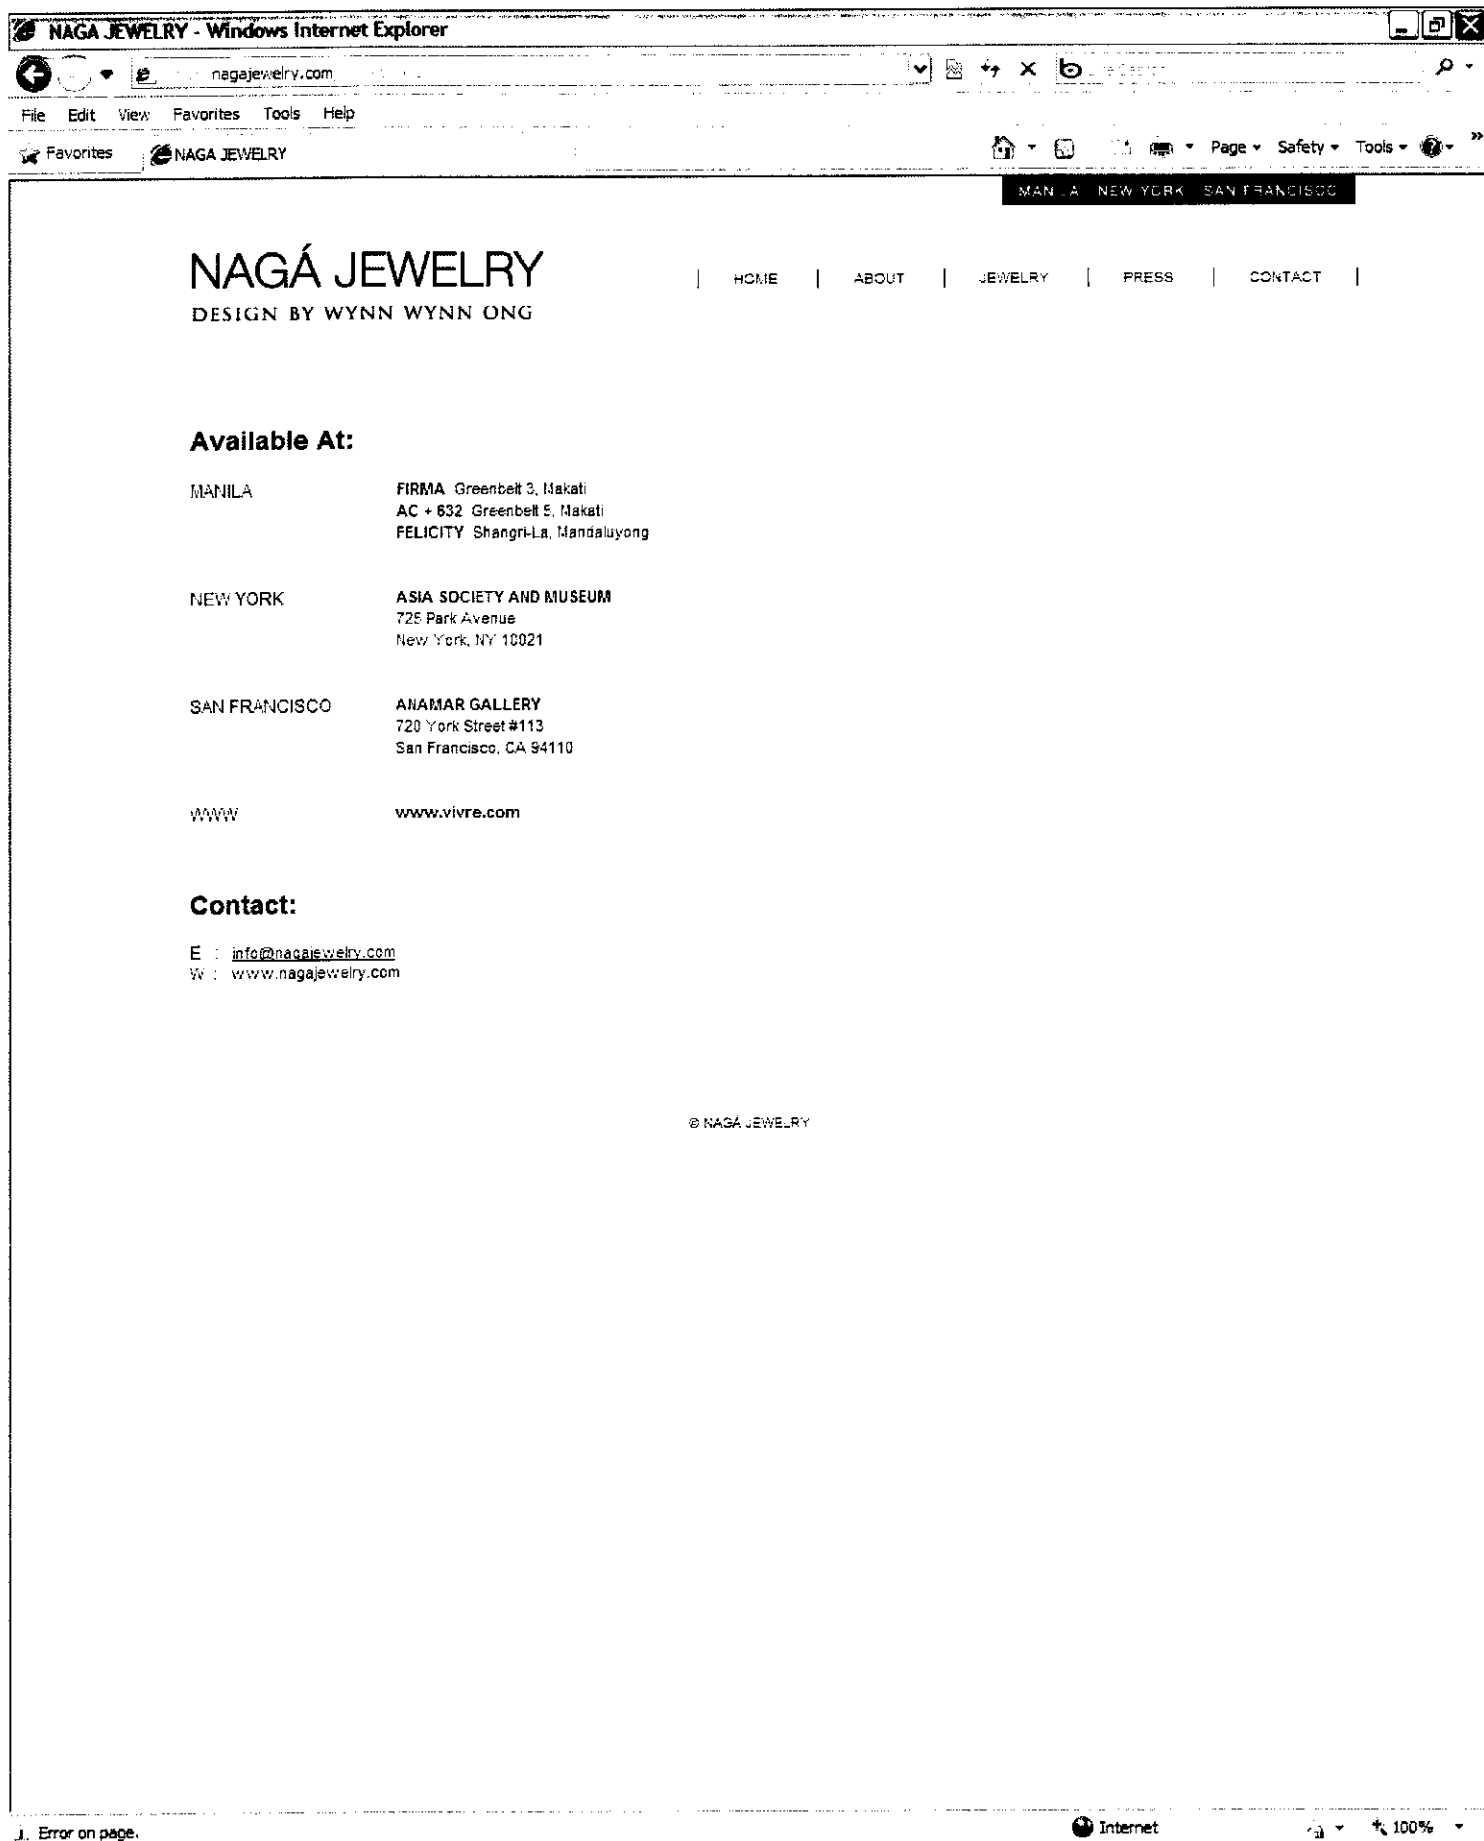 NAGA JEWELRY - Windows Internet Explorer
nagajewelry.com
File Edit View Favorites Tools Help
Favorites NAGA JEWELRY Page Safety Tools »
MANILA NEW YORK SAN FRANCISCO
NAGÁ JEWELRY
DESIGN BY WYNN WYNN ONG
| HOME | ABOUT | JEWELRY | PRESS | CONTACT |
Available At:
MANILA FIRMA Greenbelt 3, Makati
AC + 632 Greenbelt 5, Makati
FELICITY Shangri-La, Mandaluyong
NEW YORK ASIA SOCIETY AND MUSEUM
725 Park Avenue
New York, NY 10021
SAN FRANCISCO ANAMAR GALLERY
720 York Street #113
San Francisco, CA 94110
WWW www.vivre.com
Contact:
E : info@nagajewelry.com
W : www.nagajewelry.com
© NAGÁ JEWELRY
Error on page. Internet 100%